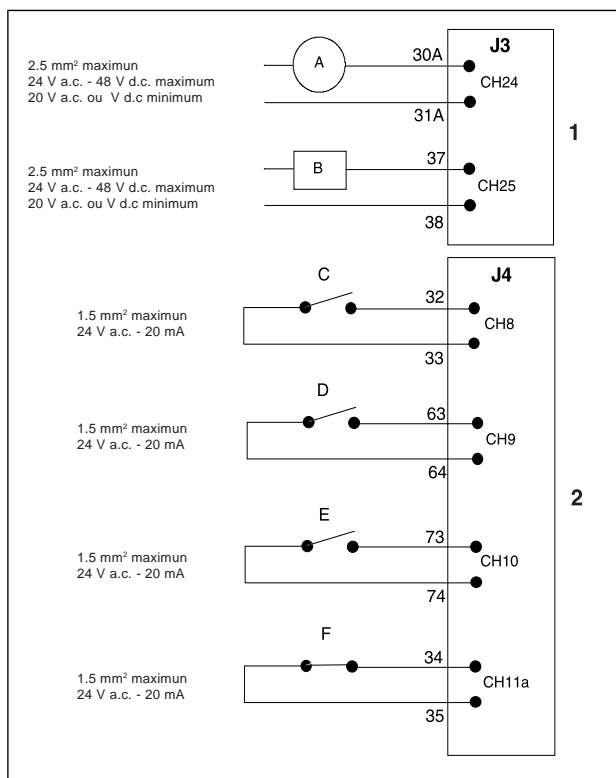 J3
30A
A
CH24
2.5 mm² maximun
24 V a.c. - 48 V d.c. maximum
20 V a.c. ou V d.c minimum
31A
1
37
B
CH25
2.5 mm² maximun
24 V a.c. - 48 V d.c. maximum
20 V a.c. ou V d.c minimum
38
J4
C
32
CH8
1.5 mm² maximun
24 V a.c. - 20 mA
33
D
63
CH9
1.5 mm² maximun
24 V a.c. - 20 mA
64
2
E
73
CH10
1.5 mm² maximun
24 V a.c. - 20 mA
74
F
34
CH11a
1.5 mm² maximun
24 V a.c. - 20 mA
35